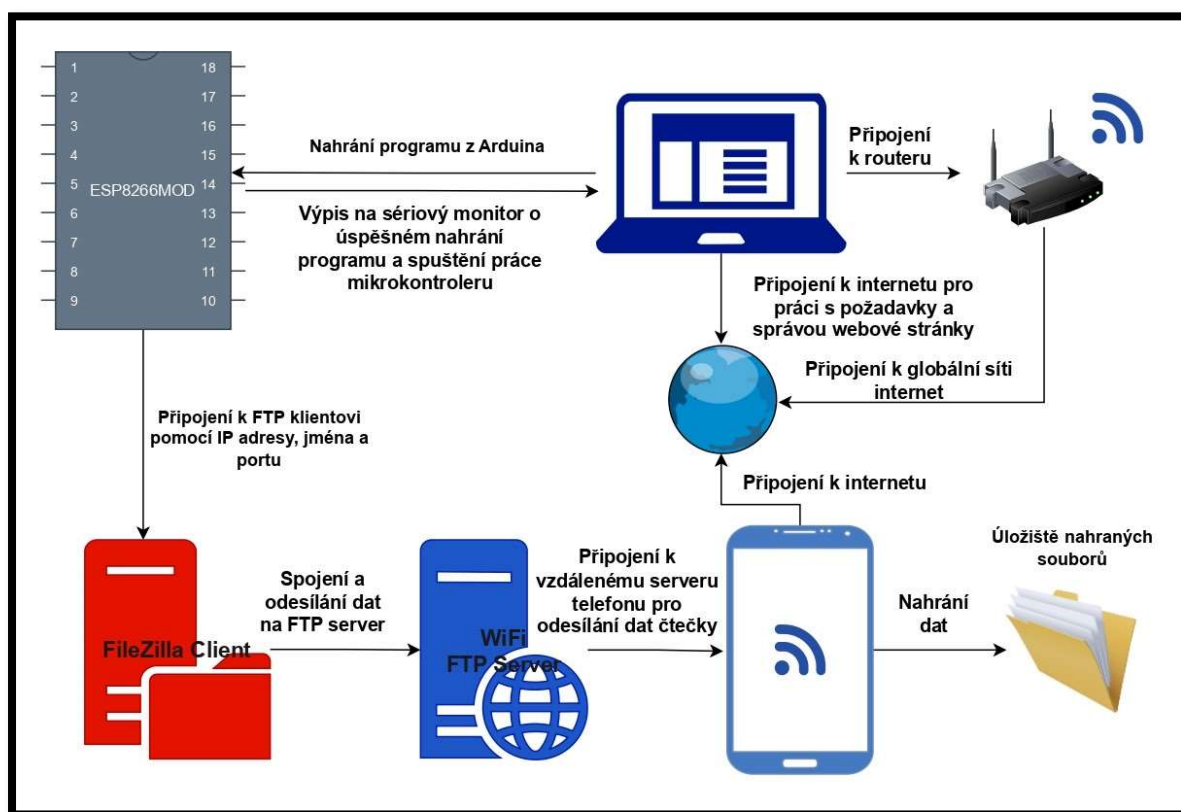 1 18
2 17
3 16
4 15
5 ESP8266MOD 14
6 13
7 12
8 11
9 10
Nahrání programu z Arduina
Výpis na sériový monitor o
úspěšném nahrání
programu a spuštění práce
mikrokontroleru
Připojení
k routeru
Připojení k internetu pro
práci s požadavky a
správou webové stránky
Připojení k globální síti
internet
Připojení k FTP klientovi
pomocí IP adresy, jména a
portu
Připojení k internetu
FileZilla Client
Spojení a
odesílání dat
na FTP server
WiFi
FTP Server
Připojení k
vzdálenému serveru
telefonu pro
odesílání dat čtečky
Nahrání
dat
Úložiště nahraných
souborů